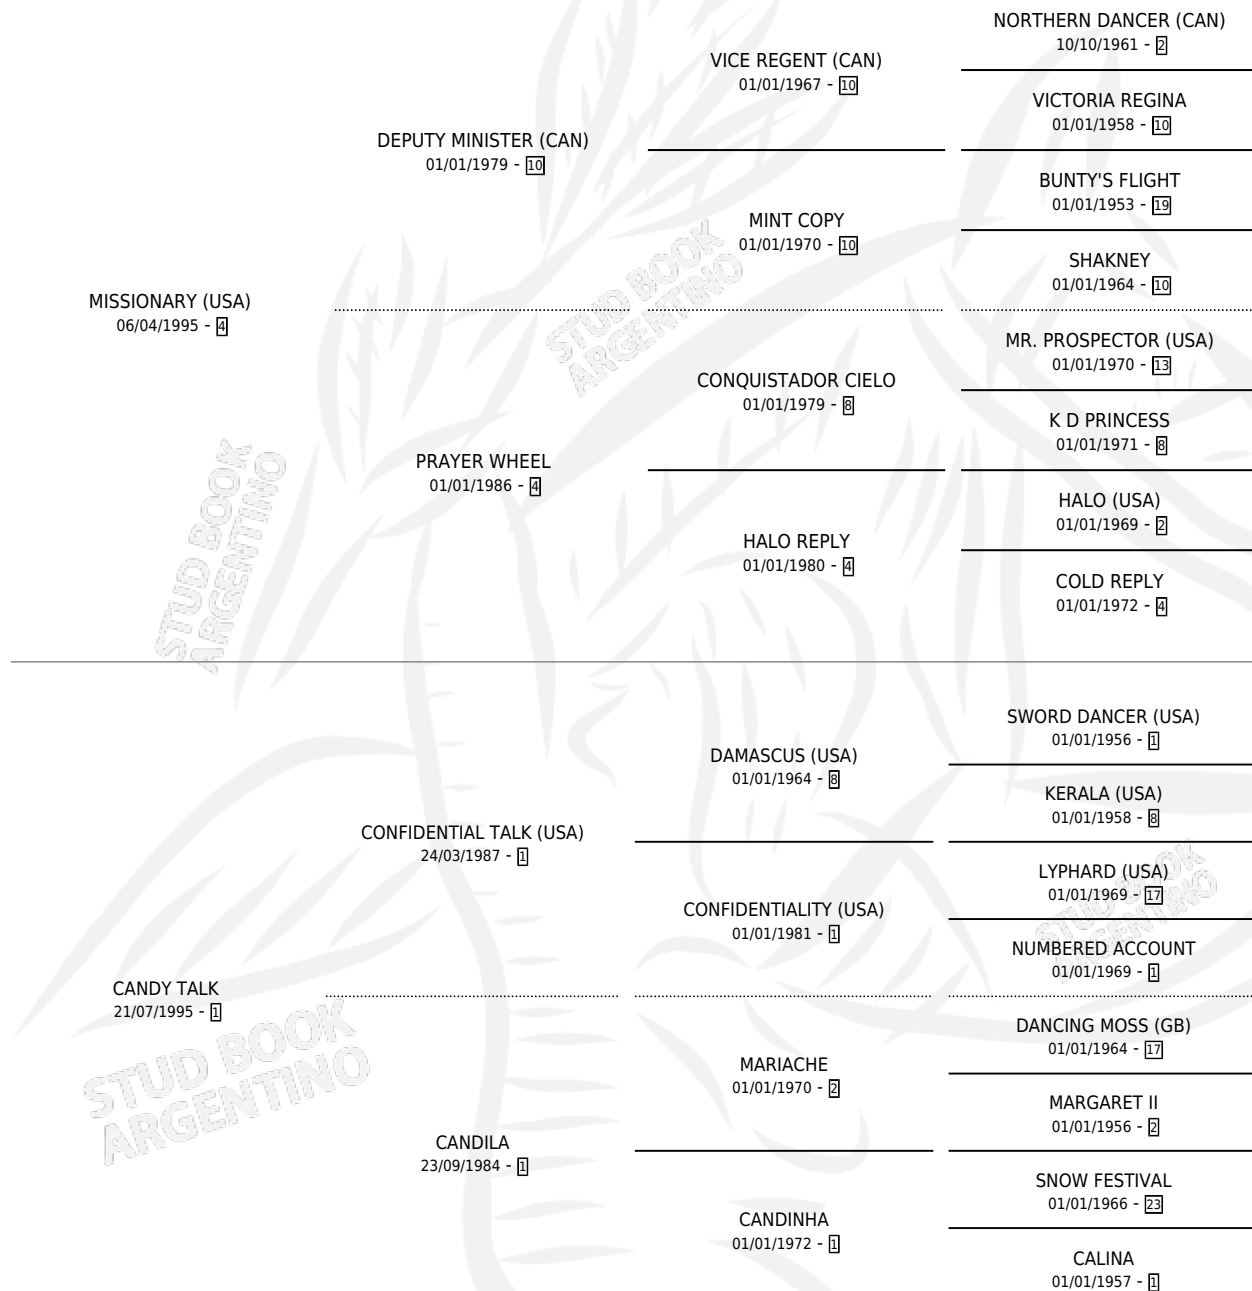 NORTHERN DANCER (CAN)
10/10/1961 - 2
VICE REGENT (CAN)
01/01/1967 - 10
VICTORIA REGINA
01/01/1958 - 10
DEPUTY MINISTER (CAN)
01/01/1979 - 10
BUNTY'S FLIGHT
01/01/1953 - 19
MINT COPY
01/01/1970 - 10
SHAKNEY
01/01/1964 - 10
MISSIONARY (USA)
06/04/1995 - 4
MR. PROSPECTOR (USA)
01/01/1970 - 13
CONQUISTADOR CIELO
01/01/1979 - 8
K D PRINCESS
01/01/1971 - 8
PRAYER WHEEL
01/01/1986 - 4
HALO (USA)
01/01/1969 - 2
HALO REPLY
01/01/1980 - 4
COLD REPLY
01/01/1972 - 4
SWORD DANCER (USA)
01/01/1956 - 1
DAMASCUS (USA)
01/01/1964 - 8
KERALA (USA)
01/01/1958 - 8
CONFIDENTIAL TALK (USA)
24/03/1987 - 1
LYPHARD (USA)
01/01/1969 - 17
CONFIDENTIALITY (USA)
01/01/1981 - 1
NUMBERED ACCOUNT
01/01/1969 - 1
CANDY TALK
21/07/1995 - 1
DANCING MOSS (GB)
01/01/1964 - 17
MARIACHE
01/01/1970 - 2
MARGARET II
01/01/1956 - 2
CANDILA
23/09/1984 - 1
SNOW FESTIVAL
01/01/1966 - 23
CANDINHA
01/01/1972 - 1
CALINA
01/01/1957 - 1
STUD BOOK
ARGENTINO
STUD BOOK
ARGENTINO
STUD BOOK
ARGENTINO
STUD BOOK
ARGENTINO